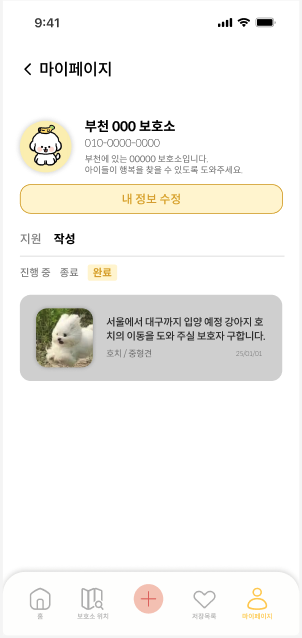 9:41
마이페이지
부천 000 보호소
010-0000-0000
부천에 있는 00000 보호소입니다.
아이들이 행복을 찾을 수 있도록 도와주세요.
내 정보 수정
지원 작성
진행 중 종료 완료
서울에서 대구까지 입양 예정 강아지 호
치의 이동을 도와 주실 보호자 구합니다.
호치 / 중형견
25/01/01
홈 보호소 위치 저장목록 마이페이지